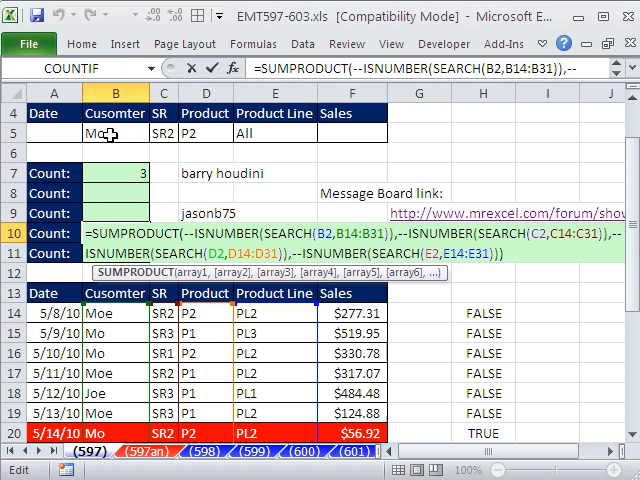 EMT597-603.xls [Compatibility Mode] - Microsoft E...
File Home Insert Page Layout Formulas Data Review View Developer Add-Ins
COUNTIF fx =SUMPRODUCT(--ISNUMBER(SEARCH(B2,B14:B31)),--
A B C D E F G H I J
4 Date Cusomter SR Product Product Line Sales
5 Mo SR2 P2 All
6
7 Count: 3 barry houdini
8 Count: Message Board link:
9 Count: jasonb75 http://www.mrexcel.com/forum/show
10 Count: =SUMPRODUCT(--ISNUMBER(SEARCH(B2,B14:B31)),--ISNUMBER(SEARCH(C2,C14:C31)),--
11 Count: ISNUMBER(SEARCH(D2,D14:D31)),--ISNUMBER(SEARCH(E2,E14:E31)))
12 SUMPRODUCT(array1, [array2], [array3], [array4], [array5], [array6], ...)
13 Date Cusomter SR Product Product Line Sales
14 5/8/10 Moe SR2 P2 PL2 $277.31 FALSE
15 5/9/10 Mo SR3 P1 PL3 $519.95 FALSE
16 5/10/10 Mo SR1 P2 PL2 $330.78 FALSE
17 5/11/10 Moe SR2 P2 PL2 $317.07 FALSE
18 5/12/10 Joe SR3 P1 PL1 $484.48 FALSE
19 5/13/10 Moe SR3 P1 PL2 $124.88 FALSE
20 5/14/10 Mo SR2 P2 PL2 $56.92 TRUE
(597) (597an) (598) (599) (600) (601)
Edit 100%